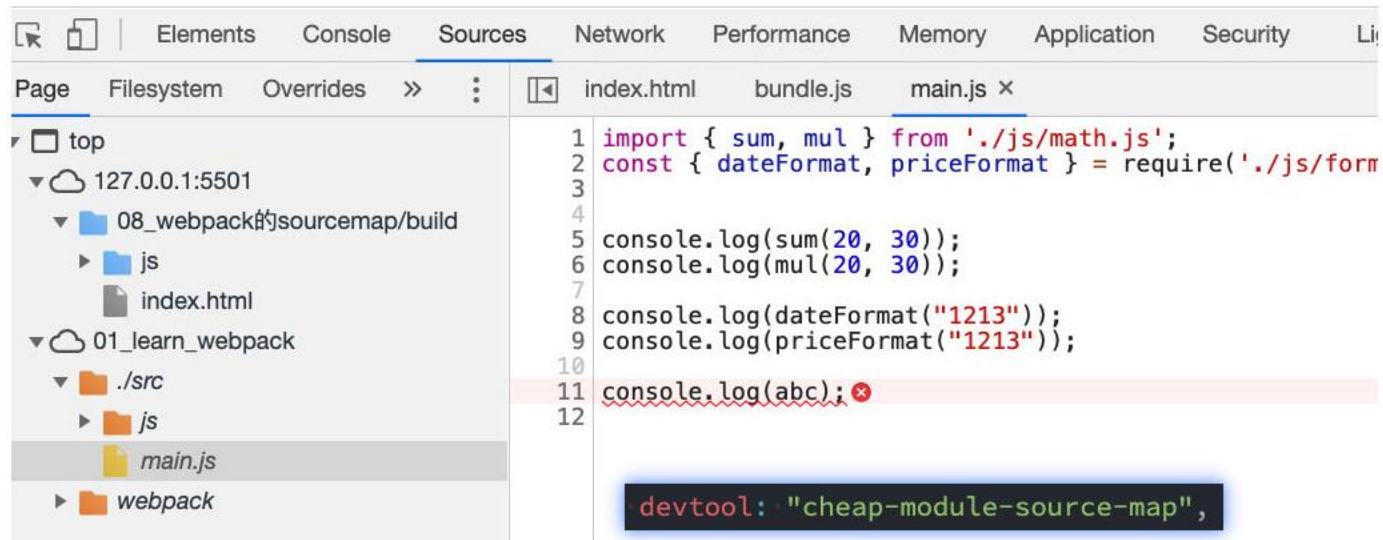 Elements Console Sources Network Performance Memory Application Security
Page Filesystem Overrides »
index.html bundle.js main.js ×
top
127.0.0.1:5501
08_webpack的sourcemap/build
js
index.html
01_learn_webpack
./src
js
main.js
webpack
1 import { sum, mul } from './js/math.js';
2 const { dateFormat, priceFormat } = require('./js/form
3
4
5 console.log(sum(20, 30));
6 console.log(mul(20, 30));
7
8 console.log(dateFormat("1213"));
9 console.log(priceFormat("1213"));
10
11 console.log(abc);
12
devtool: "cheap-module-source-map",